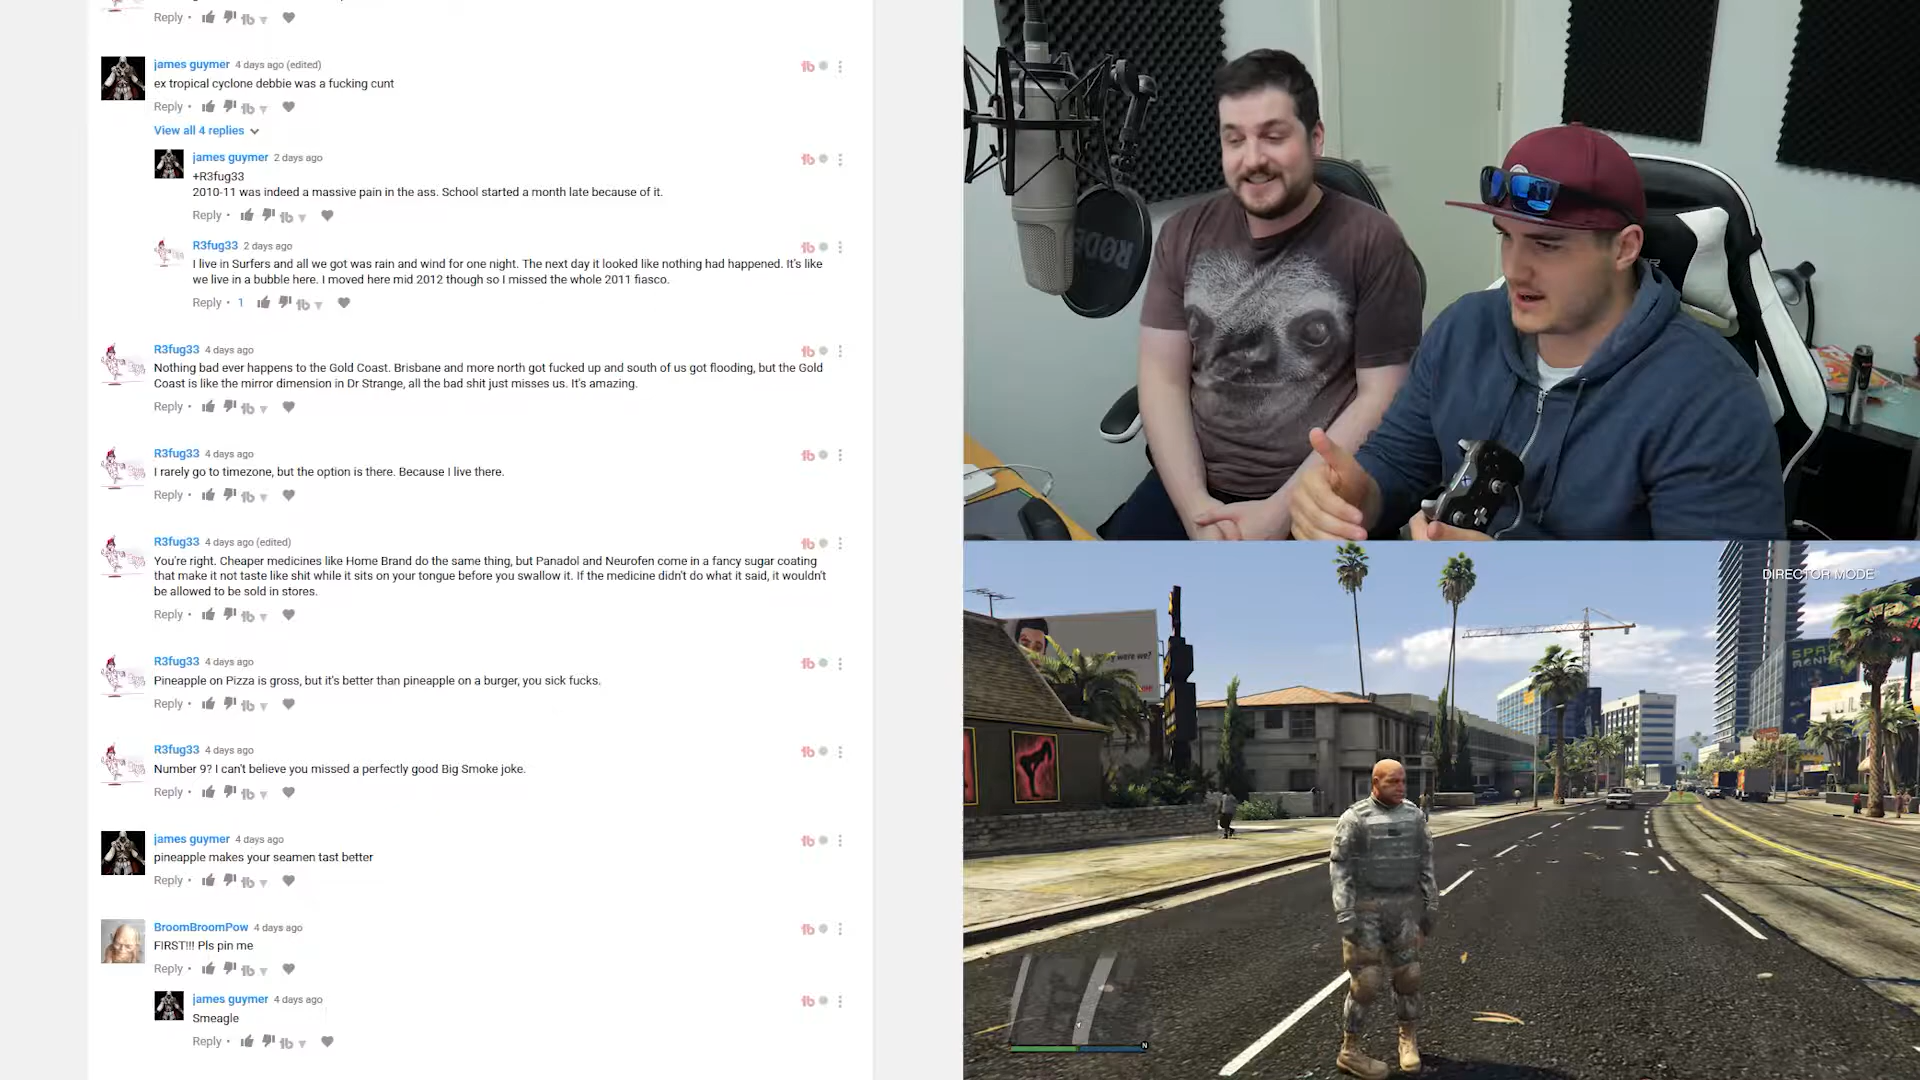 Reply •
james guymer 4 days ago (edited)
ex tropical cyclone debbie was a fucking cunt
Reply •
View all 4 replies
james guymer 2 days ago
+R3fug33
2010-11 was indeed a massive pain in the ass. School started a month late because of it.
Reply •
R3fug33 2 days ago
I live in Surfers and all we got was rain and wind for one night. The next day it looked like nothing had happened. It's like
we live in a bubble here. I moved here mid 2012 though so I missed the whole 2011 fiasco.
Reply • 1
R3fug33 4 days ago
Nothing bad ever happens to the Gold Coast. Brisbane and more north got fucked up and south of us got flooding, but the Gold
Coast is like the mirror dimension in Dr Strange, all the bad shit just misses us. It's amazing.
Reply •
R3fug33 4 days ago
I rarely go to timezone, but the option is there. Because I live there.
Reply •
R3fug33 4 days ago (edited)
You're right. Cheaper medicines like Home Brand do the same thing, but Panadol and Neurofen come in a fancy sugar coating
that make it not taste like shit while it sits on your tongue before you swallow it. If the medicine didn't do what it said, it wouldn't
be allowed to be sold in stores.
Reply •
R3fug33 4 days ago
Pineapple on Pizza is gross, but it's better than pineapple on a burger, you sick fucks.
Reply •
R3fug33 4 days ago
Number 9? I can't believe you missed a perfectly good Big Smoke joke.
Reply •
james guymer 4 days ago
pineapple makes your seamen tast better
Reply •
BroomBroomPow 4 days ago
FIRST!!! Pls pin me
Reply •
james guymer 4 days ago
Smeagle
Reply •
RØDE
DIRECTOR MODE
were we?
N